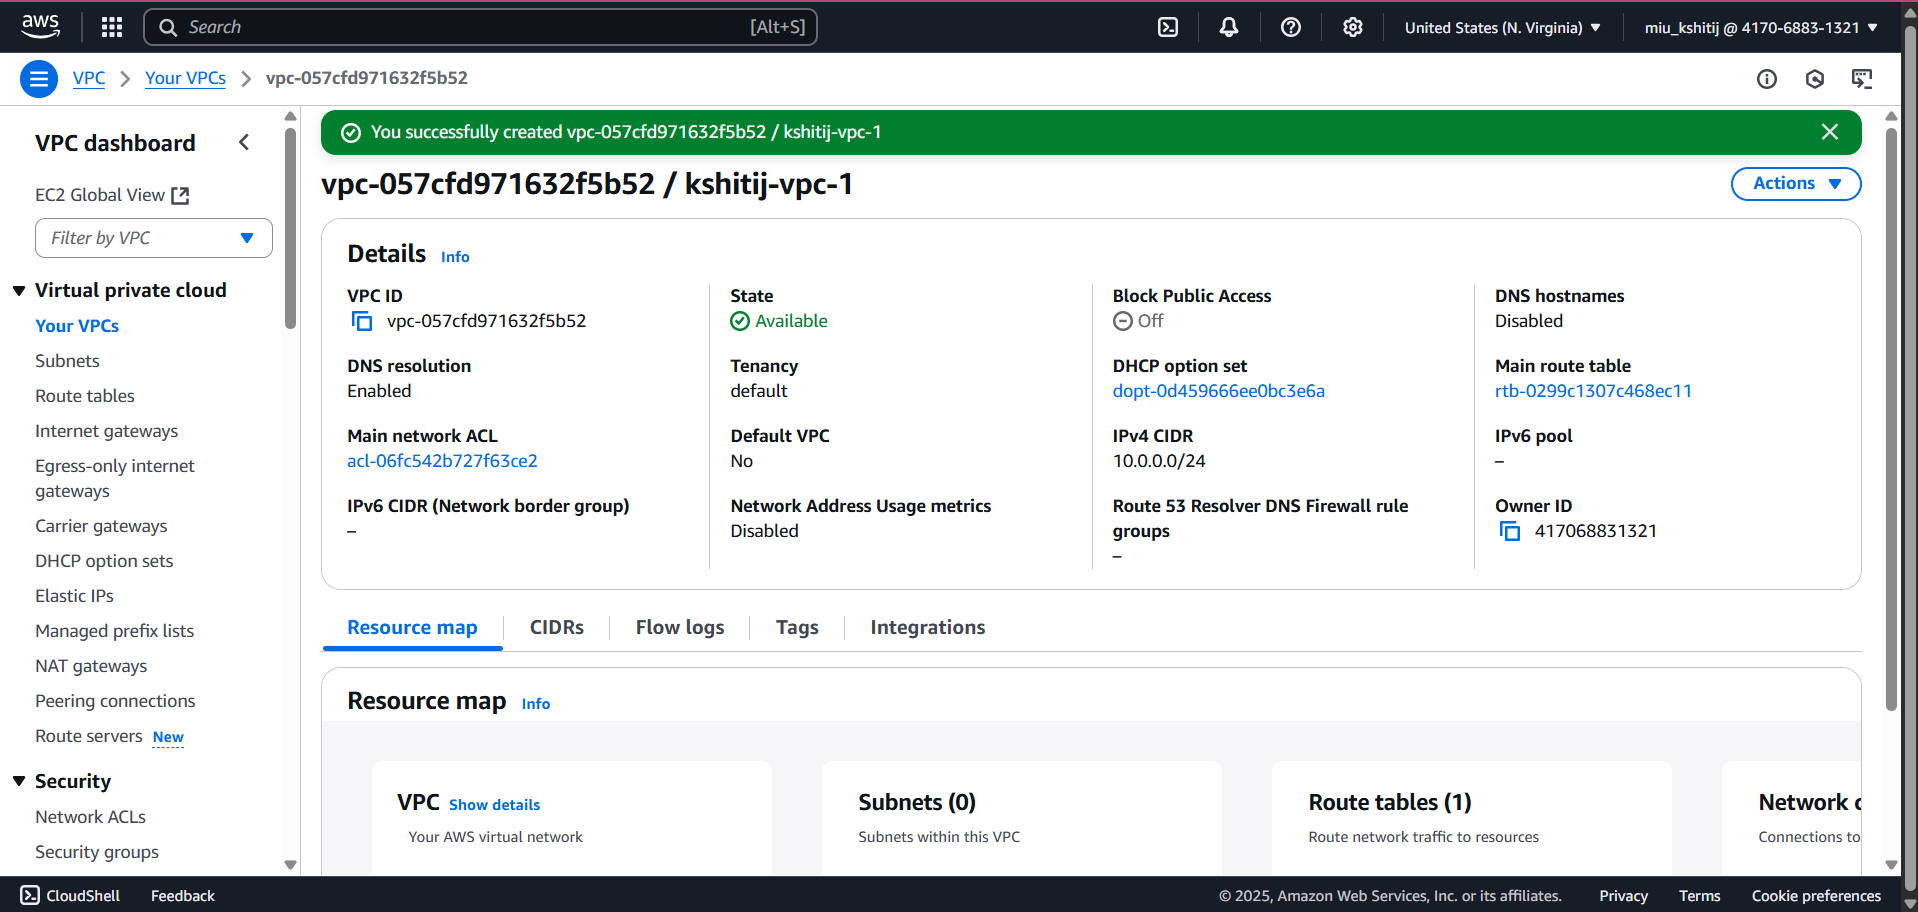 aws
Search [Alt+S]
United States (N. Virginia)
miu_kshitij @ 4170-6883-1321
VPC
Your VPCs
vpc-057cfd971632f5b52
VPC dashboard
EC2 Global View
Filter by VPC
Virtual private cloud
Your VPCs
Subnets
Route tables
Internet gateways
Egress-only internet
gateways
Carrier gateways
DHCP option sets
Elastic IPs
Managed prefix lists
NAT gateways
Peering connections
Route servers New
Security
Network ACLs
Security groups
You successfully created vpc-057cfd971632f5b52 / kshitij-vpc-1
vpc-057cfd971632f5b52 / kshitij-vpc-1
Actions
Details Info
VPC ID
vpc-057cfd971632f5b52
State
Available
Block Public Access
Off
DNS hostnames
Disabled
DNS resolution
Enabled
Tenancy
default
DHCP option set
dopt-0d459666ee0bc3e6a
Main route table
rtb-0299c1307c468ec11
Main network ACL
acl-06fc542b727f63ce2
Default VPC
No
IPv4 CIDR
10.0.0.0/24
IPv6 pool
–
IPv6 CIDR (Network border group)
–
Network Address Usage metrics
Disabled
Route 53 Resolver DNS Firewall rule
groups
–
Owner ID
417068831321
Resource map
CIDRs
Flow logs
Tags
Integrations
Resource map Info
VPC Show details
Your AWS virtual network
Subnets (0)
Subnets within this VPC
Route tables (1)
Route network traffic to resources
Network c
Connections to
CloudShell
Feedback
© 2025, Amazon Web Services, Inc. or its affiliates.
Privacy
Terms
Cookie preferences